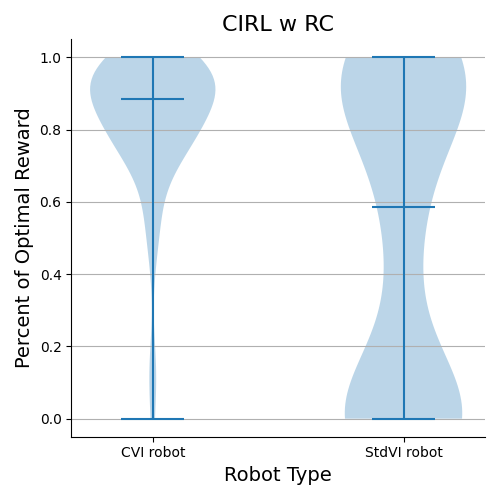 CIRL w RC
Percent of Optimal Reward
1.0
0.8
0.6
0.4
0.2
0.0
CVI robot
StdVI robot
Robot Type